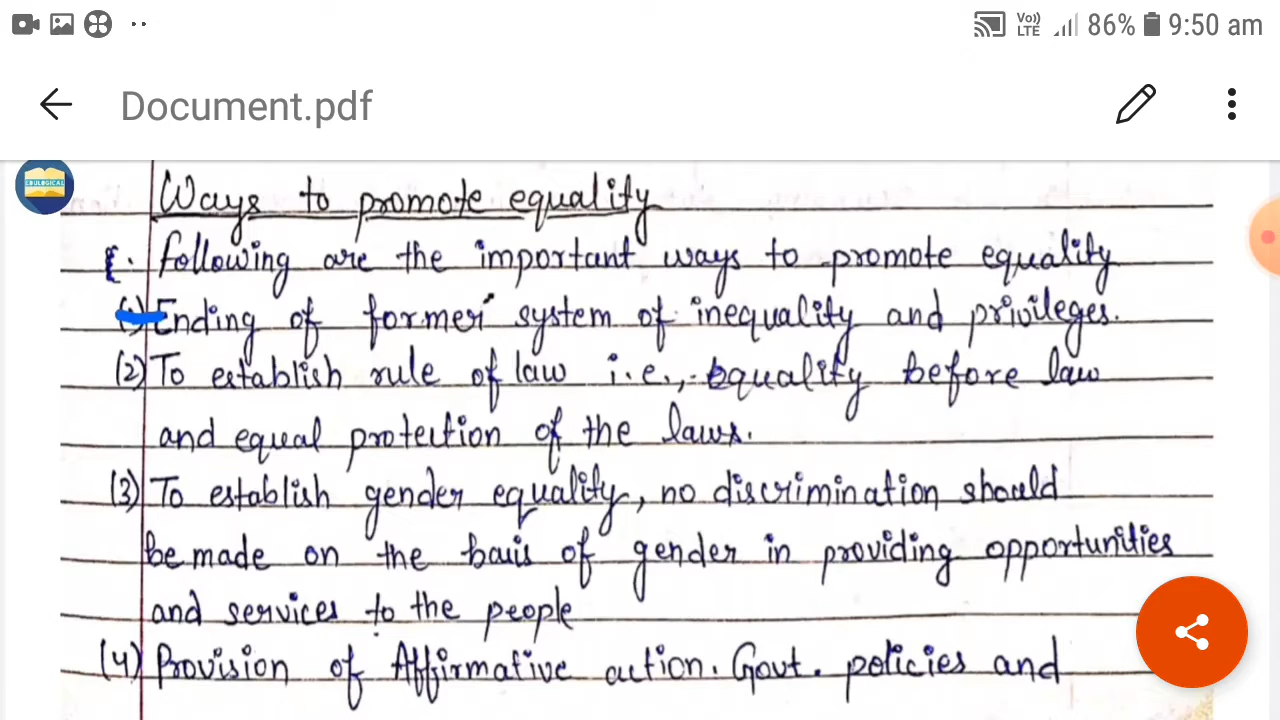 VoLTE 86% 9:50 am
Document.pdf
EDULOGICAL
Ways to promote equality
Following are the important ways to promote equality
(1) Ending of former system of inequality and privileges.
(2) To establish rule of law i.e., equality before law
and equal protection of the laws.
(3) To establish gender equality, no discrimination should
be made on the basis of gender in providing opportunities
and services to the people
(4) Provision of Affirmative action. Govt. policies and